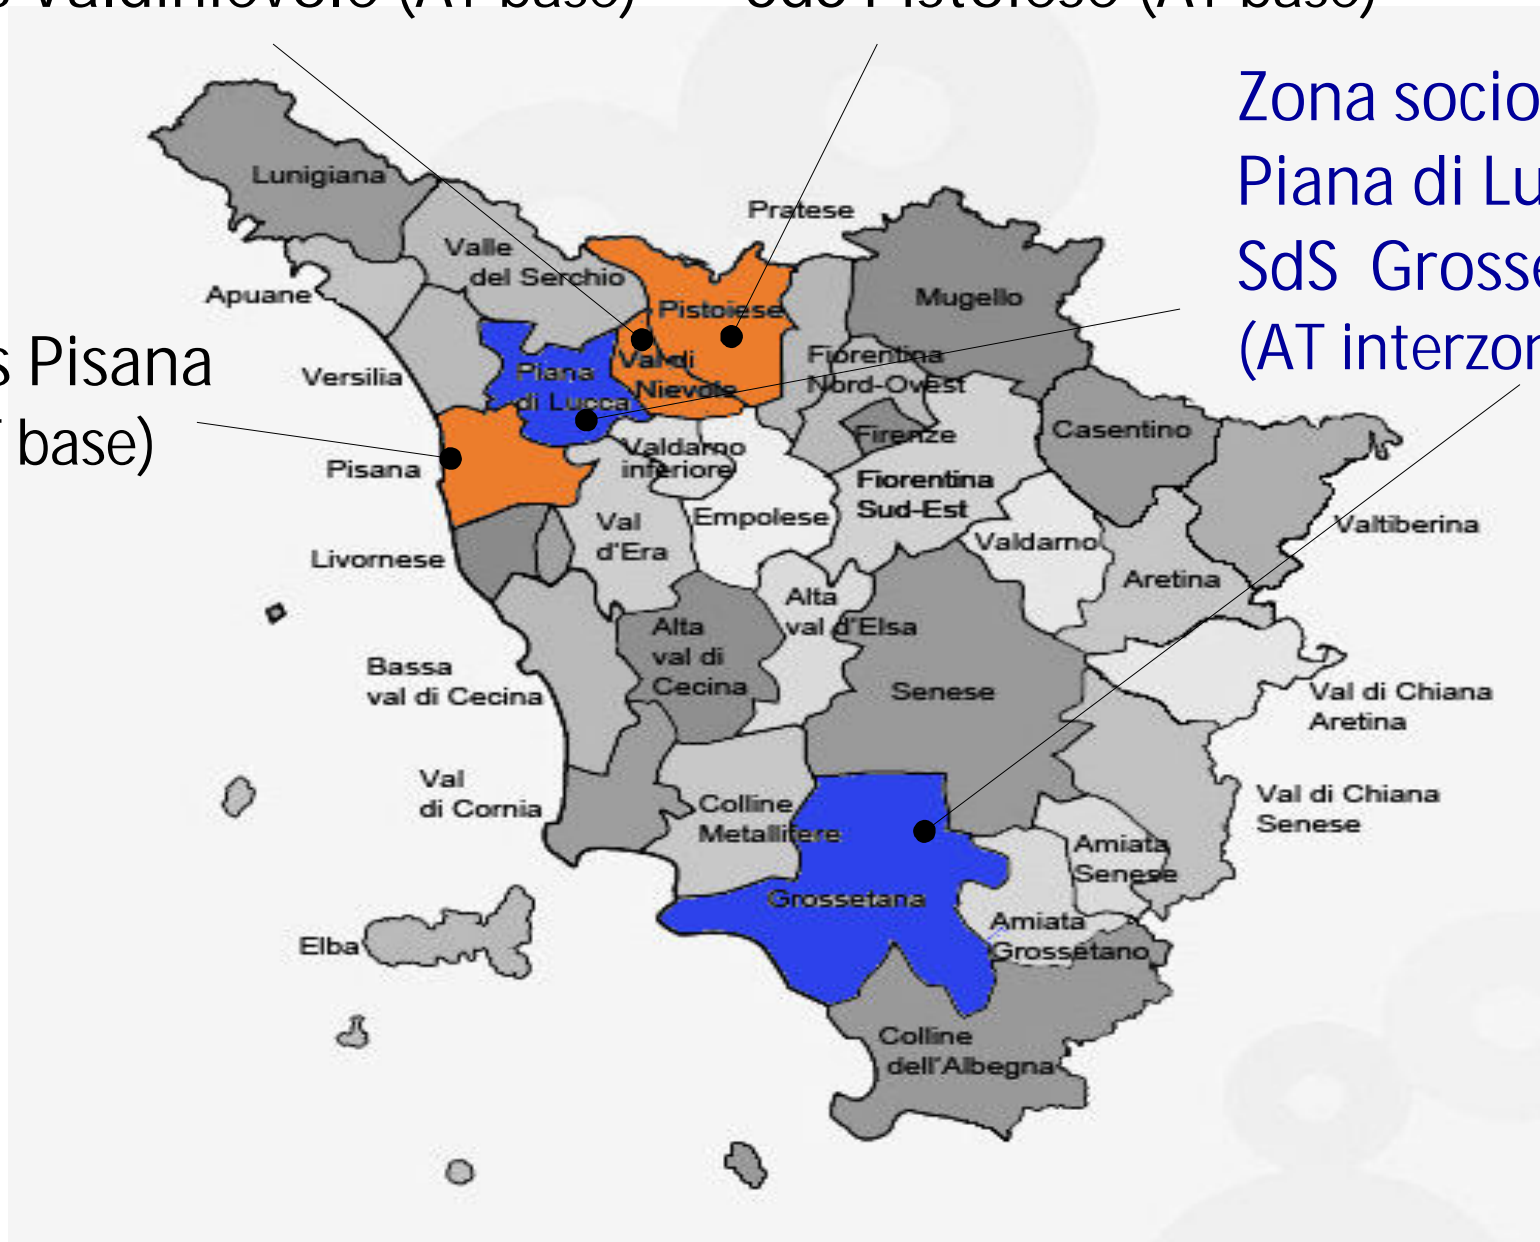 Valdinievole (AT base)
SdS Pistoiese (AT base)
Zona socio
Piana di Lu
SdS Grosse
(AT interzon
s Pisana
base)
Lunigiana
Pratese
Valle
del Serchio
Apuane
Mugello
Pistoiese
Versilia
Piana
di Lucca
Val di
Nievole
Fiorentina
Nord-Ovest
Firenze
Casentino
Pisana
Valdarno
inferiore
Fiorentina
Sud-Est
Val
d'Era
Empolese
Valdarno
Valtiberina
Livornese
Aretina
Alta
val d'Elsa
Alta
val di
Cecina
Bassa
val di Cecina
Senese
Val di Chiana
Aretina
Val
di Cornia
Colline
Metallifere
Val di Chiana
Senese
Amiata
Senese
Grossetana
Amiata
Grossetano
Elba
Colline
dell'Albegna